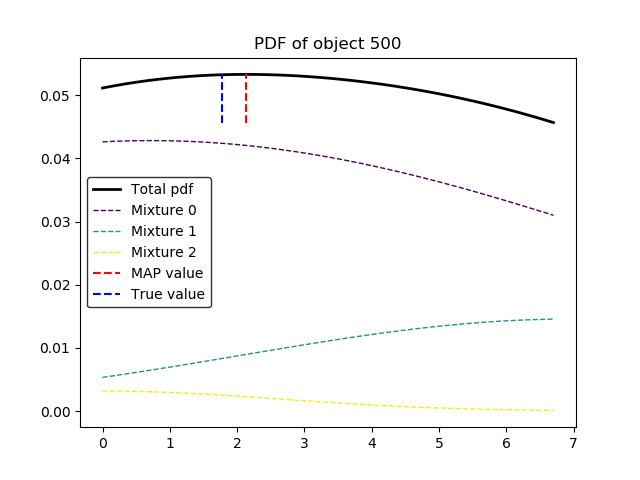 PDF of object 500
0.05
0.04
0.03
0.02
0.01
0.00
Total pdf
Mixture 0
Mixture 1
Mixture 2
MAP value
True value
0 1 2 3 4 5 6 7